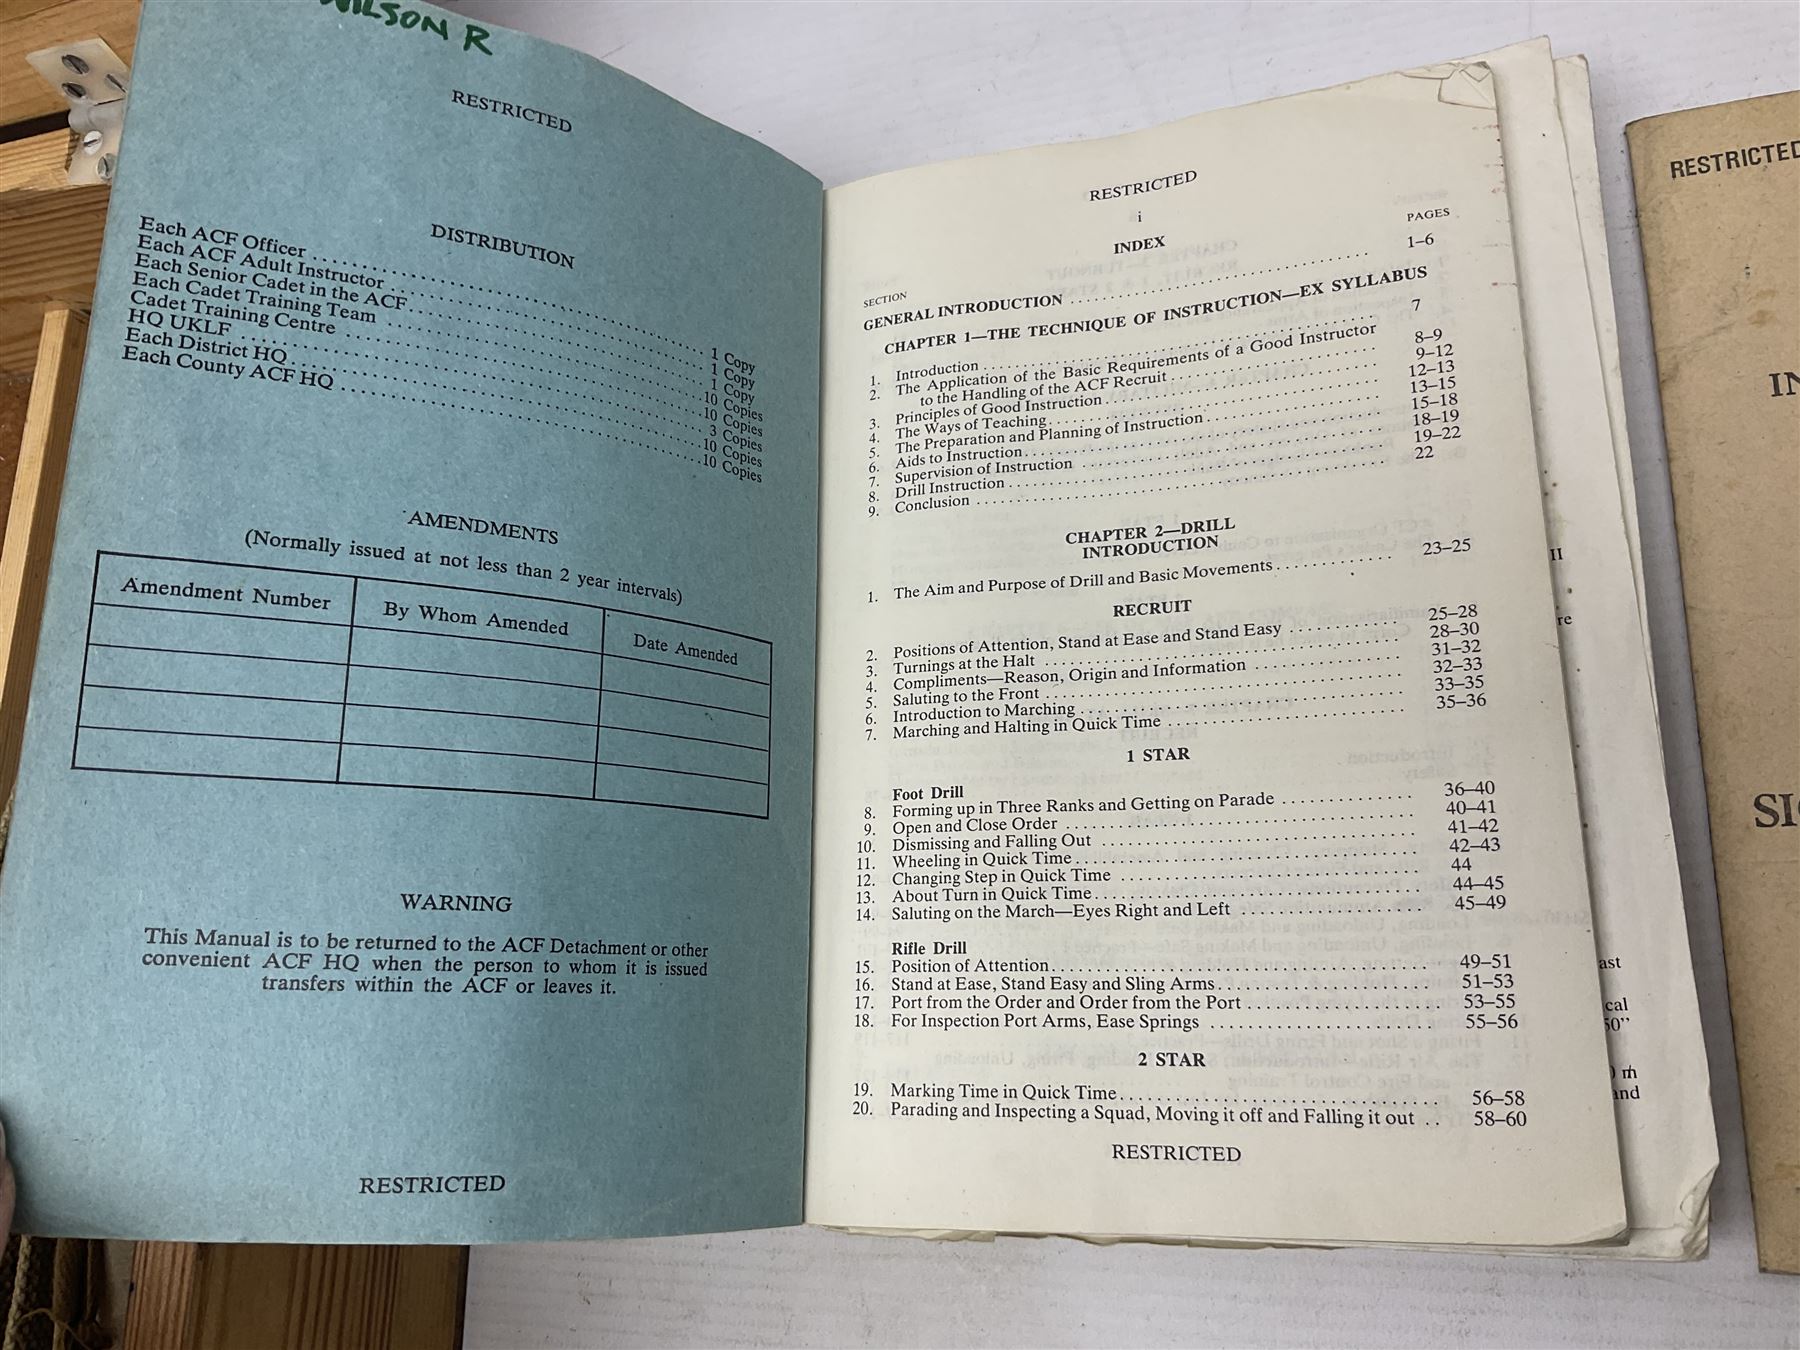 WILSON R
RESTRICTED
DISTRIBUTION
Each ACF Officer ........ 1 Copy
Each ACF Adult Instructor ........ 1 Copy
Each Senior Cadet in the ACF ........ 1 Copy
Each Cadet Training Team ........ 10 Copies
Cadet Training Centre ........ 10 Copies
HQ UKLF ........ 3 Copies
Each District HQ ........ 10 Copies
Each County ACF HQ ........ 10 Copies
AMENDMENTS
(Normally issued at not less than 2 year intervals)
Amendment Number By Whom Amended Date Amended
WARNING
This Manual is to be returned to the ACF Detachment or other
convenient ACF HQ when the person to whom it is issued
transfers within the ACF or leaves it.
RESTRICTED
RESTRICTED
i
INDEX
SECTION PAGES
GENERAL INTRODUCTION ........ 1–6
CHAPTER 1—THE TECHNIQUE OF INSTRUCTION—EX SYLLABUS
1. Introduction ........ 7
2. The Application of the Basic Requirements of a Good Instructor
to the Handling of the ACF Recruit ........ 8–9
3. Principles of Good Instruction ........ 9–12
4. The Ways of Teaching ........ 12–13
5. The Preparation and Planning of Instruction ........ 13–15
6. Aids to Instruction ........ 15–18
7. Supervision of Instruction ........ 18–19
8. Drill Instruction ........ 19–22
9. Conclusion ........ 22
CHAPTER 2—DRILL
INTRODUCTION
1. The Aim and Purpose of Drill and Basic Movements ........ 23–25
RECRUIT
2. Positions of Attention, Stand at Ease and Stand Easy ........ 25–28
3. Turnings at the Halt ........ 28–30
4. Compliments—Reason, Origin and Information ........ 31–32
5. Saluting to the Front ........ 32–33
6. Introduction to Marching ........ 33–35
7. Marching and Halting in Quick Time ........ 35–36
1 STAR
Foot Drill
8. Forming up in Three Ranks and Getting on Parade ........ 36–40
9. Open and Close Order ........ 40–41
10. Dismissing and Falling Out ........ 41–42
11. Wheeling in Quick Time ........ 42–43
12. Changing Step in Quick Time ........ 44
13. About Turn in Quick Time ........ 44–45
14. Saluting on the March—Eyes Right and Left ........ 45–49
Rifle Drill
15. Position of Attention ........ 49–51
16. Stand at Ease, Stand Easy and Sling Arms ........ 51–53
17. Port from the Order and Order from the Port ........ 53–55
18. For Inspection Port Arms, Ease Springs ........ 55–56
2 STAR
19. Marking Time in Quick Time ........ 56–58
20. Parading and Inspecting a Squad, Moving it off and Falling it out .. 58–60
RESTRICTED
II
re
ast
cal
m
and
RESTRICTED
IN